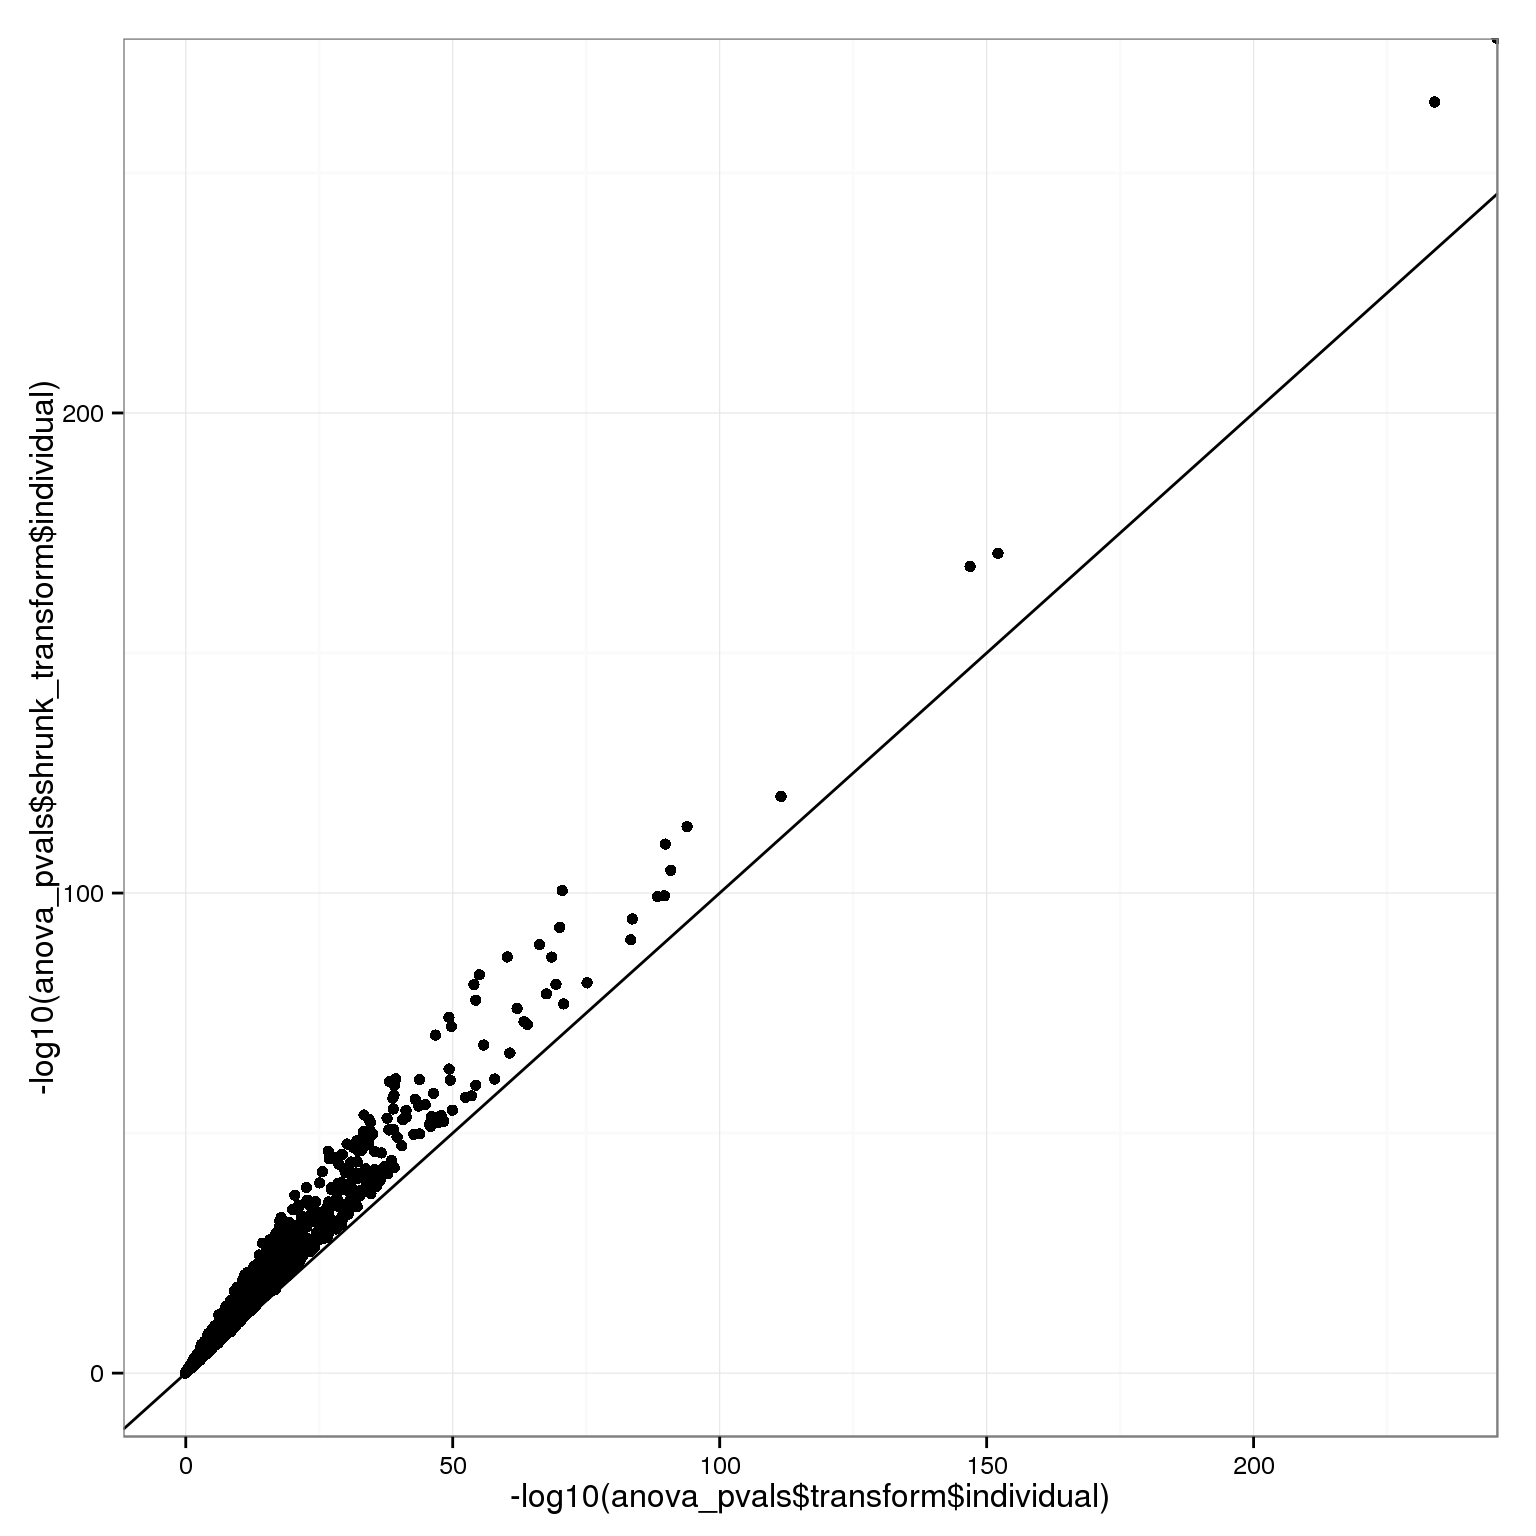 -log10(anova_pvals$shrunk_transform$individual)
200
100
0
0 50 100 150 200
-log10(anova_pvals$transform$individual)